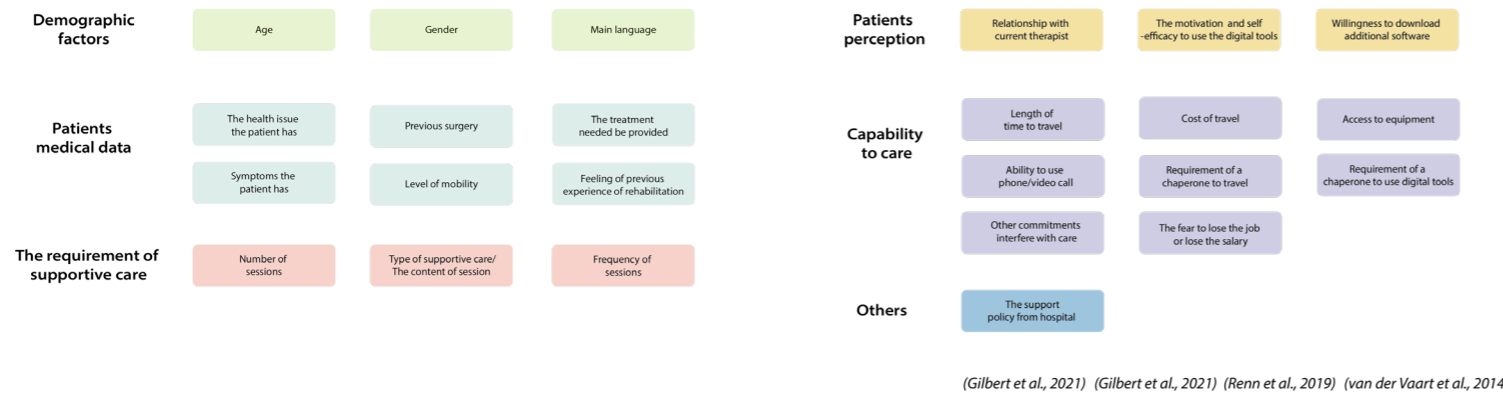 Demographic
factors
Age
Gender
Main language
Patients
medical data
The health issue
the patient has
Previous surgery
The treatment
needed be provided
Symptoms the
patient has
Level of mobility
Feeling of previous
experience of rehabilitation
The requirement of
supportive care
Number of
sessions
Type of supportive care/
The content of session
Frequency of
sessions
Patients
perception
Relationship with
current therapist
The motivation and self
-efficacy to use the digital tools
Willingness to download
additional software
Capability
to care
Length of
time to travel
Cost of travel
Access to equipment
Ability to use
phone/video call
Requirement of a
chaperone to travel
Requirement of a
chaperone to use digital tools
Other commitments
interfere with care
The fear to lose the job
or lose the salary
Others
The support
policy from hospital
(Gilbert et al., 2021) (Gilbert et al., 2021) (Renn et al., 2019) (van der Vaart et al., 2014